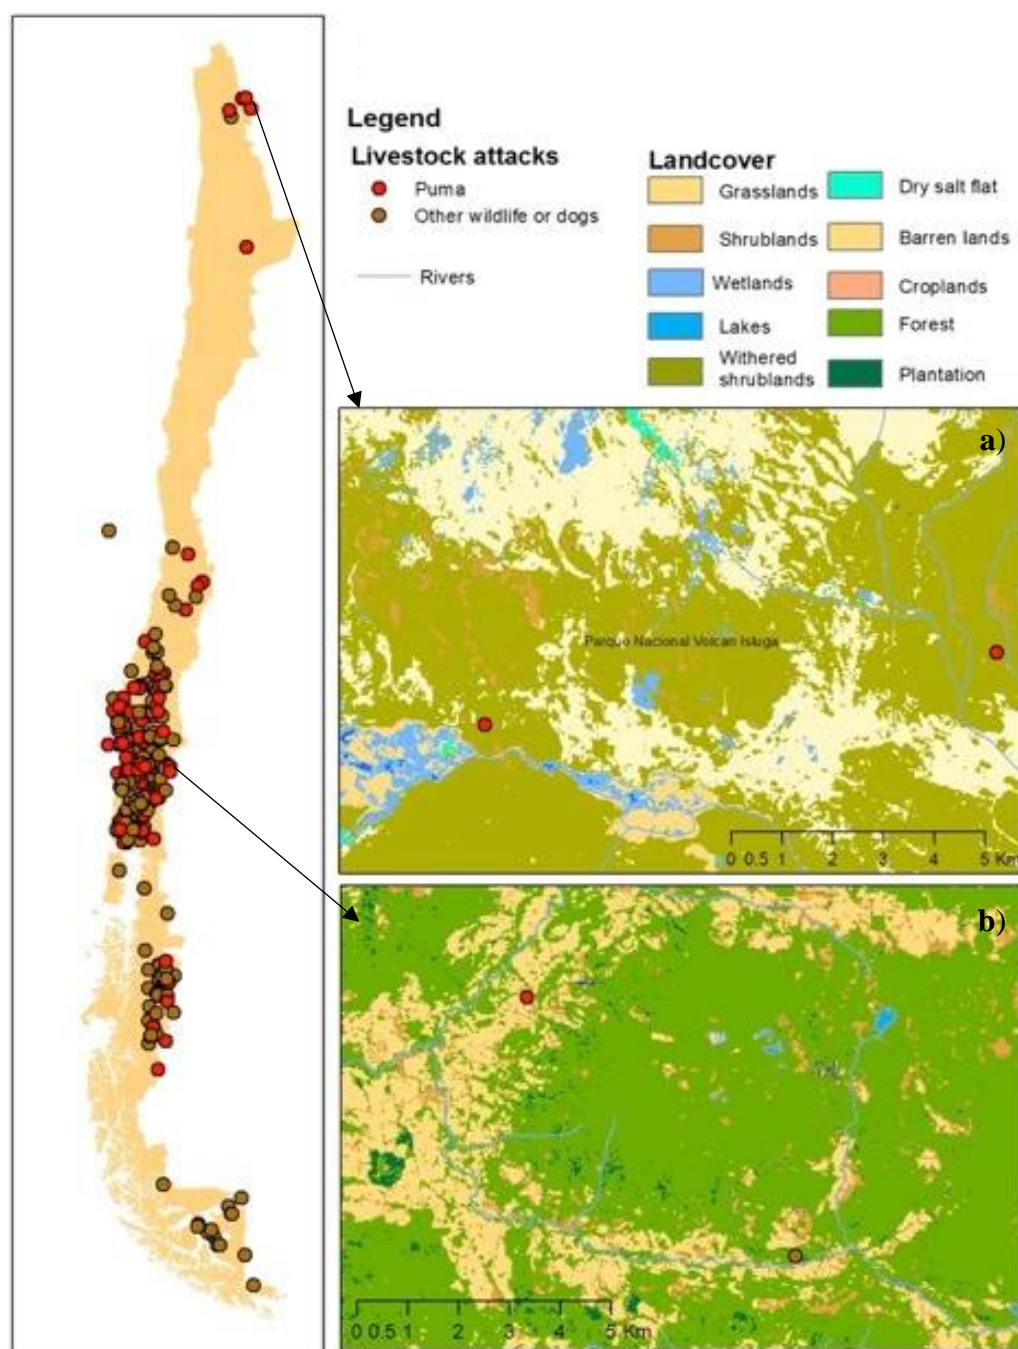 Legend
Livestock attacks
Puma
Other wildlife or dogs
Rivers
Landcover
Grasslands
Shrublands
Wetlands
Lakes
Withered
shrublands
Dry salt flat
Barren lands
Croplands
Forest
Plantation
a)
Parque Nacional Volcan Isluga
0 0.5 1 2 3 4 5 Km
b)
0 0.5 1 2 3 4 5 Km